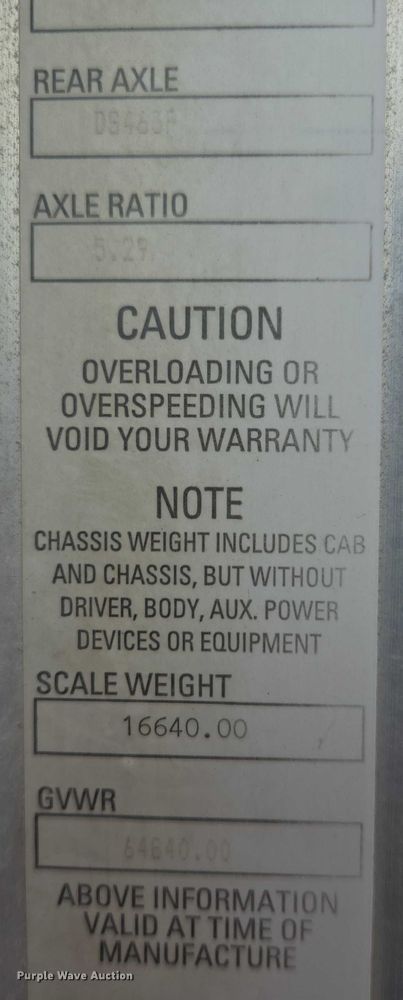 REAR AXLE
DS463P
AXLE RATIO
5.29
CAUTION
OVERLOADING OR
OVERSPEEDING WILL
VOID YOUR WARRANTY
NOTE
CHASSIS WEIGHT INCLUDES CAB
AND CHASSIS, BUT WITHOUT
DRIVER, BODY, AUX. POWER
DEVICES OR EQUIPMENT
SCALE WEIGHT
16640.00
GVWR
ABOVE INFORMATION
VALID AT TIME OF
MANUFACTURE
Purple Wave Auction